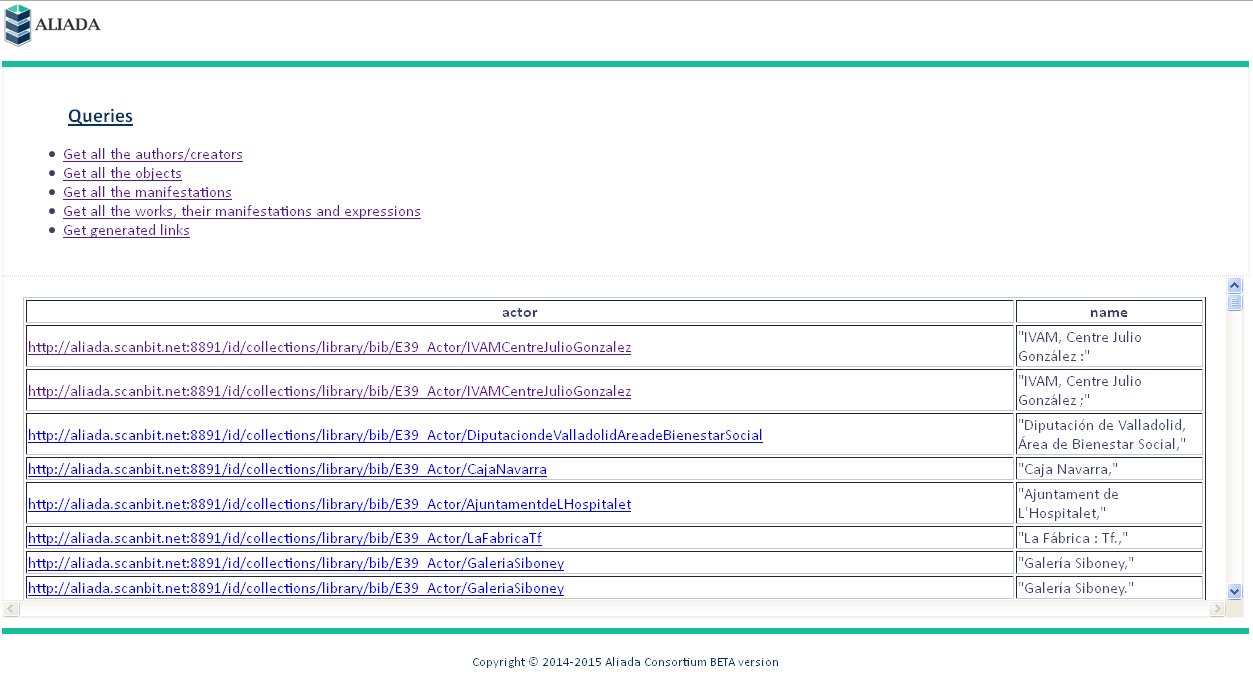 ALIADA
Queries
Get all the authors/creators
Get all the objects
Get all the manifestations
Get all the works, their manifestations and expressions
Get generated links
actor name
http://aliada.scanbit.net:8891/id/collections/library/bib/E39_Actor/IVAMCentreJulioGonzalez "IVAM, Centre Julio
González :"
http://aliada.scanbit.net:8891/id/collections/library/bib/E39_Actor/IVAMCentreJulioGonzalez "IVAM, Centre Julio
González ;"
http://aliada.scanbit.net:8891/id/collections/library/bib/E39_Actor/DiputaciondeValladolidAreadeBienestarSocial "Diputación de Valladolid,
Área de Bienestar Social,"
http://aliada.scanbit.net:8891/id/collections/library/bib/E39_Actor/CajaNavarra "Caja Navarra,"
http://aliada.scanbit.net:8891/id/collections/library/bib/E39_Actor/AjuntamentdeLHospitalet "Ajuntament de
L'Hospitalet,"
http://aliada.scanbit.net:8891/id/collections/library/bib/E39_Actor/LaFabricaTf "La Fábrica : Tf.,"
http://aliada.scanbit.net:8891/id/collections/library/bib/E39_Actor/GaleriaSiboney "Galería Siboney,"
http://aliada.scanbit.net:8891/id/collections/library/bib/E39_Actor/GaleriaSiboney "Galería Siboney."
Copyright © 2014-2015 Aliada Consortium BETA version